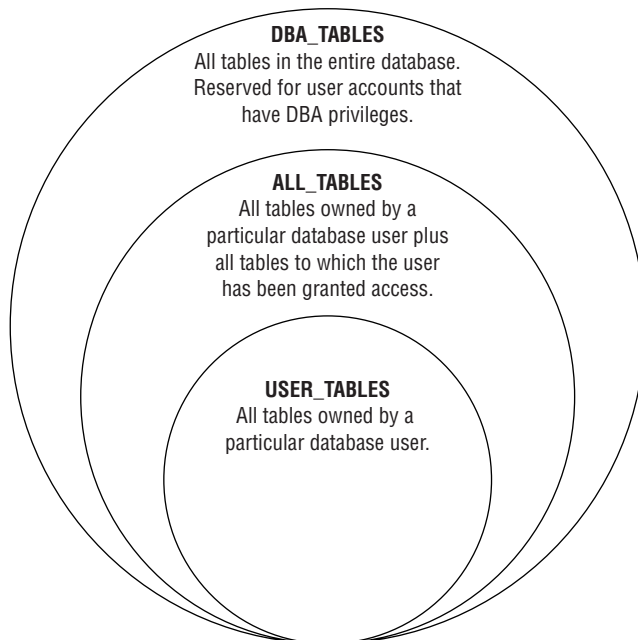 DBA_TABLES
All tables in the entire database.
Reserved for user accounts that
have DBA privileges.
ALL_TABLES
All tables owned by a
particular database user plus
all tables to which the user
has been granted access.
USER_TABLES
All tables owned by a
particular database user.